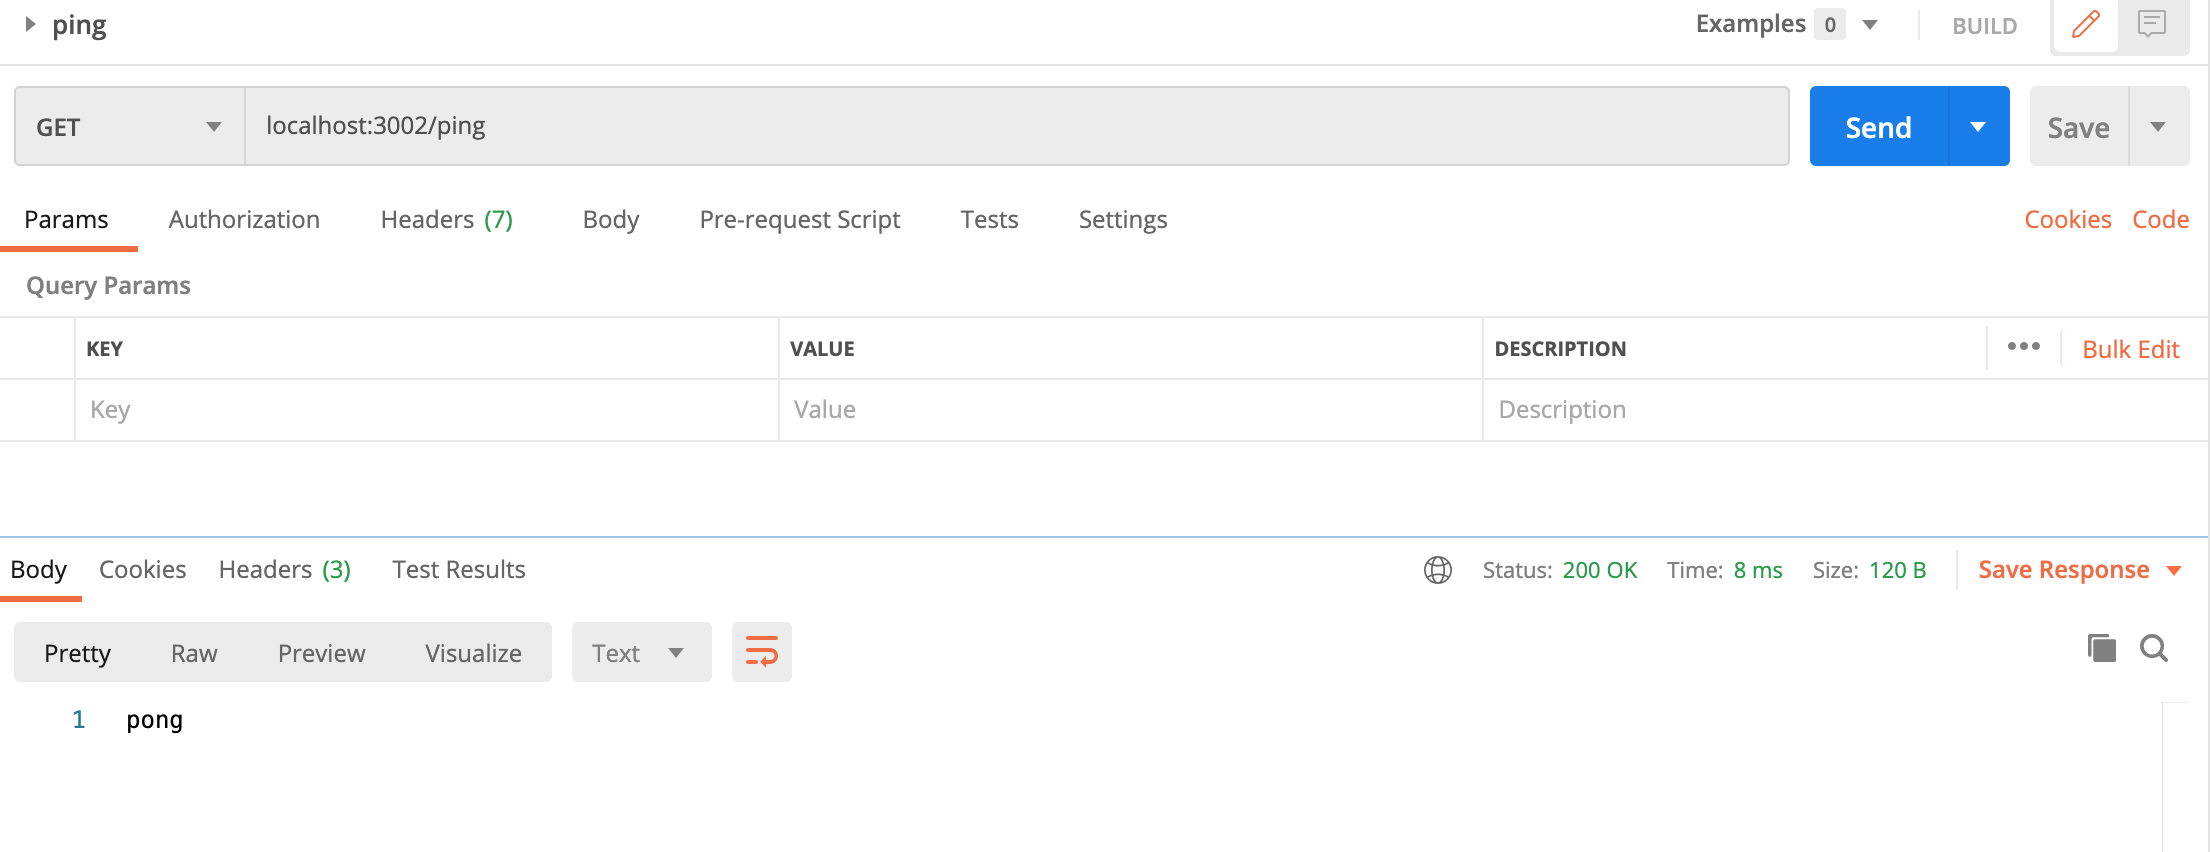 ping
Examples 0 BUILD
GET localhost:3002/ping Send Save
Params Authorization Headers (7) Body Pre-request Script Tests Settings Cookies Code
Query Params
KEY VALUE DESCRIPTION ••• Bulk Edit
Key Value Description
Body Cookies Headers (3) Test Results Status: 200 OK Time: 8 ms Size: 120 B Save Response
Pretty Raw Preview Visualize Text
1 pong